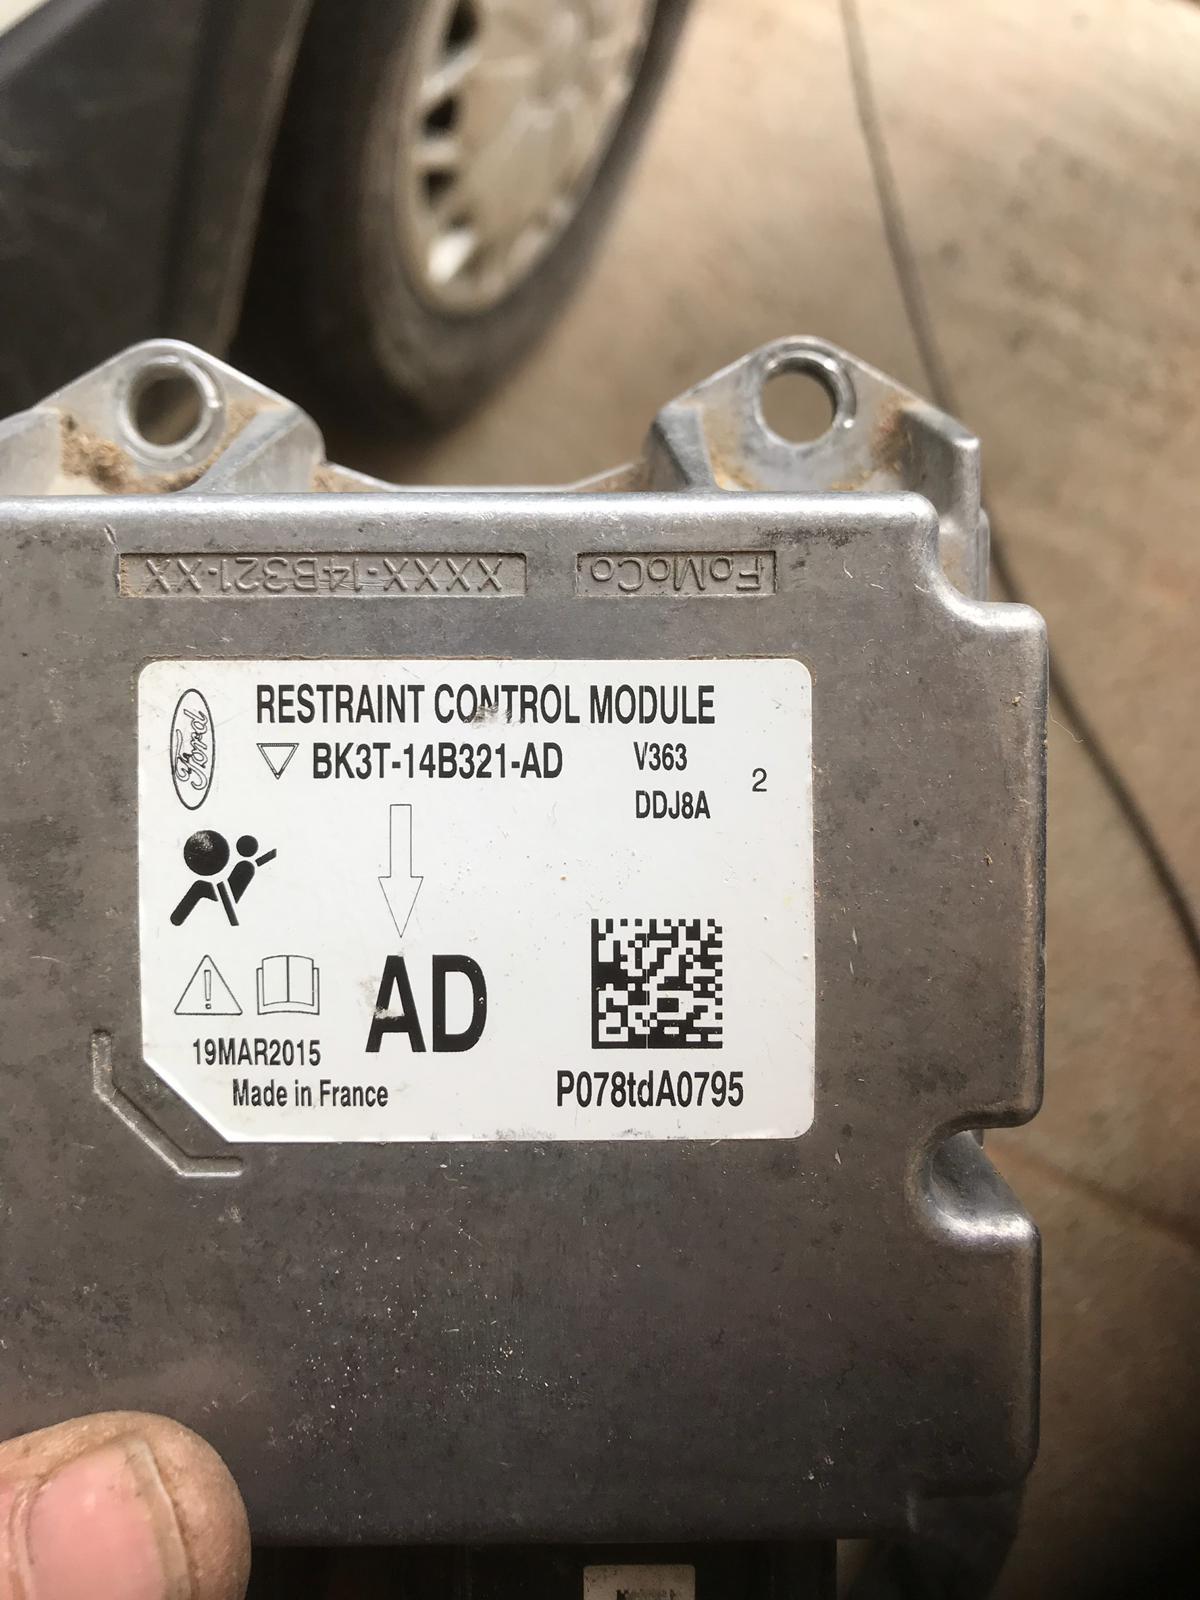 XXXX-14B321-XX FoMoCo
RESTRAINT CONTROL MODULE
Ford
BK3T-14B321-AD V363
2
DDJ8A
AD
19MAR2015
Made in France
P078tdA0795